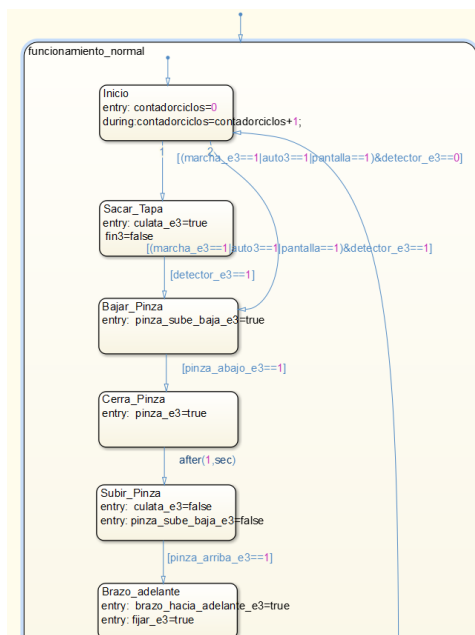 funcionamiento_normal
Inicio
entry: contadorciclos=0
during:contadorciclos=contadorciclos+1;
1
2
[(marcha_e3==1|auto3==1|pantalla==1)&detector_e3==0]
Sacar_Tapa
entry: culata_e3=true
fin3=false
[(marcha_e3==1|auto3==1|pantalla==1)&detector_e3==1]
[detector_e3==1]
Bajar_Pinza
entry: pinza_sube_baja_e3=true
[pinza_abajo_e3==1]
Cerra_Pinza
entry: pinza_e3=true
after(1,sec)
Subir_Pinza
entry: culata_e3=false
entry: pinza_sube_baja_e3=false
[pinza_arriba_e3==1]
Brazo_adelante
entry: brazo_hacia_adelante_e3=true
entry: fijar_e3=true